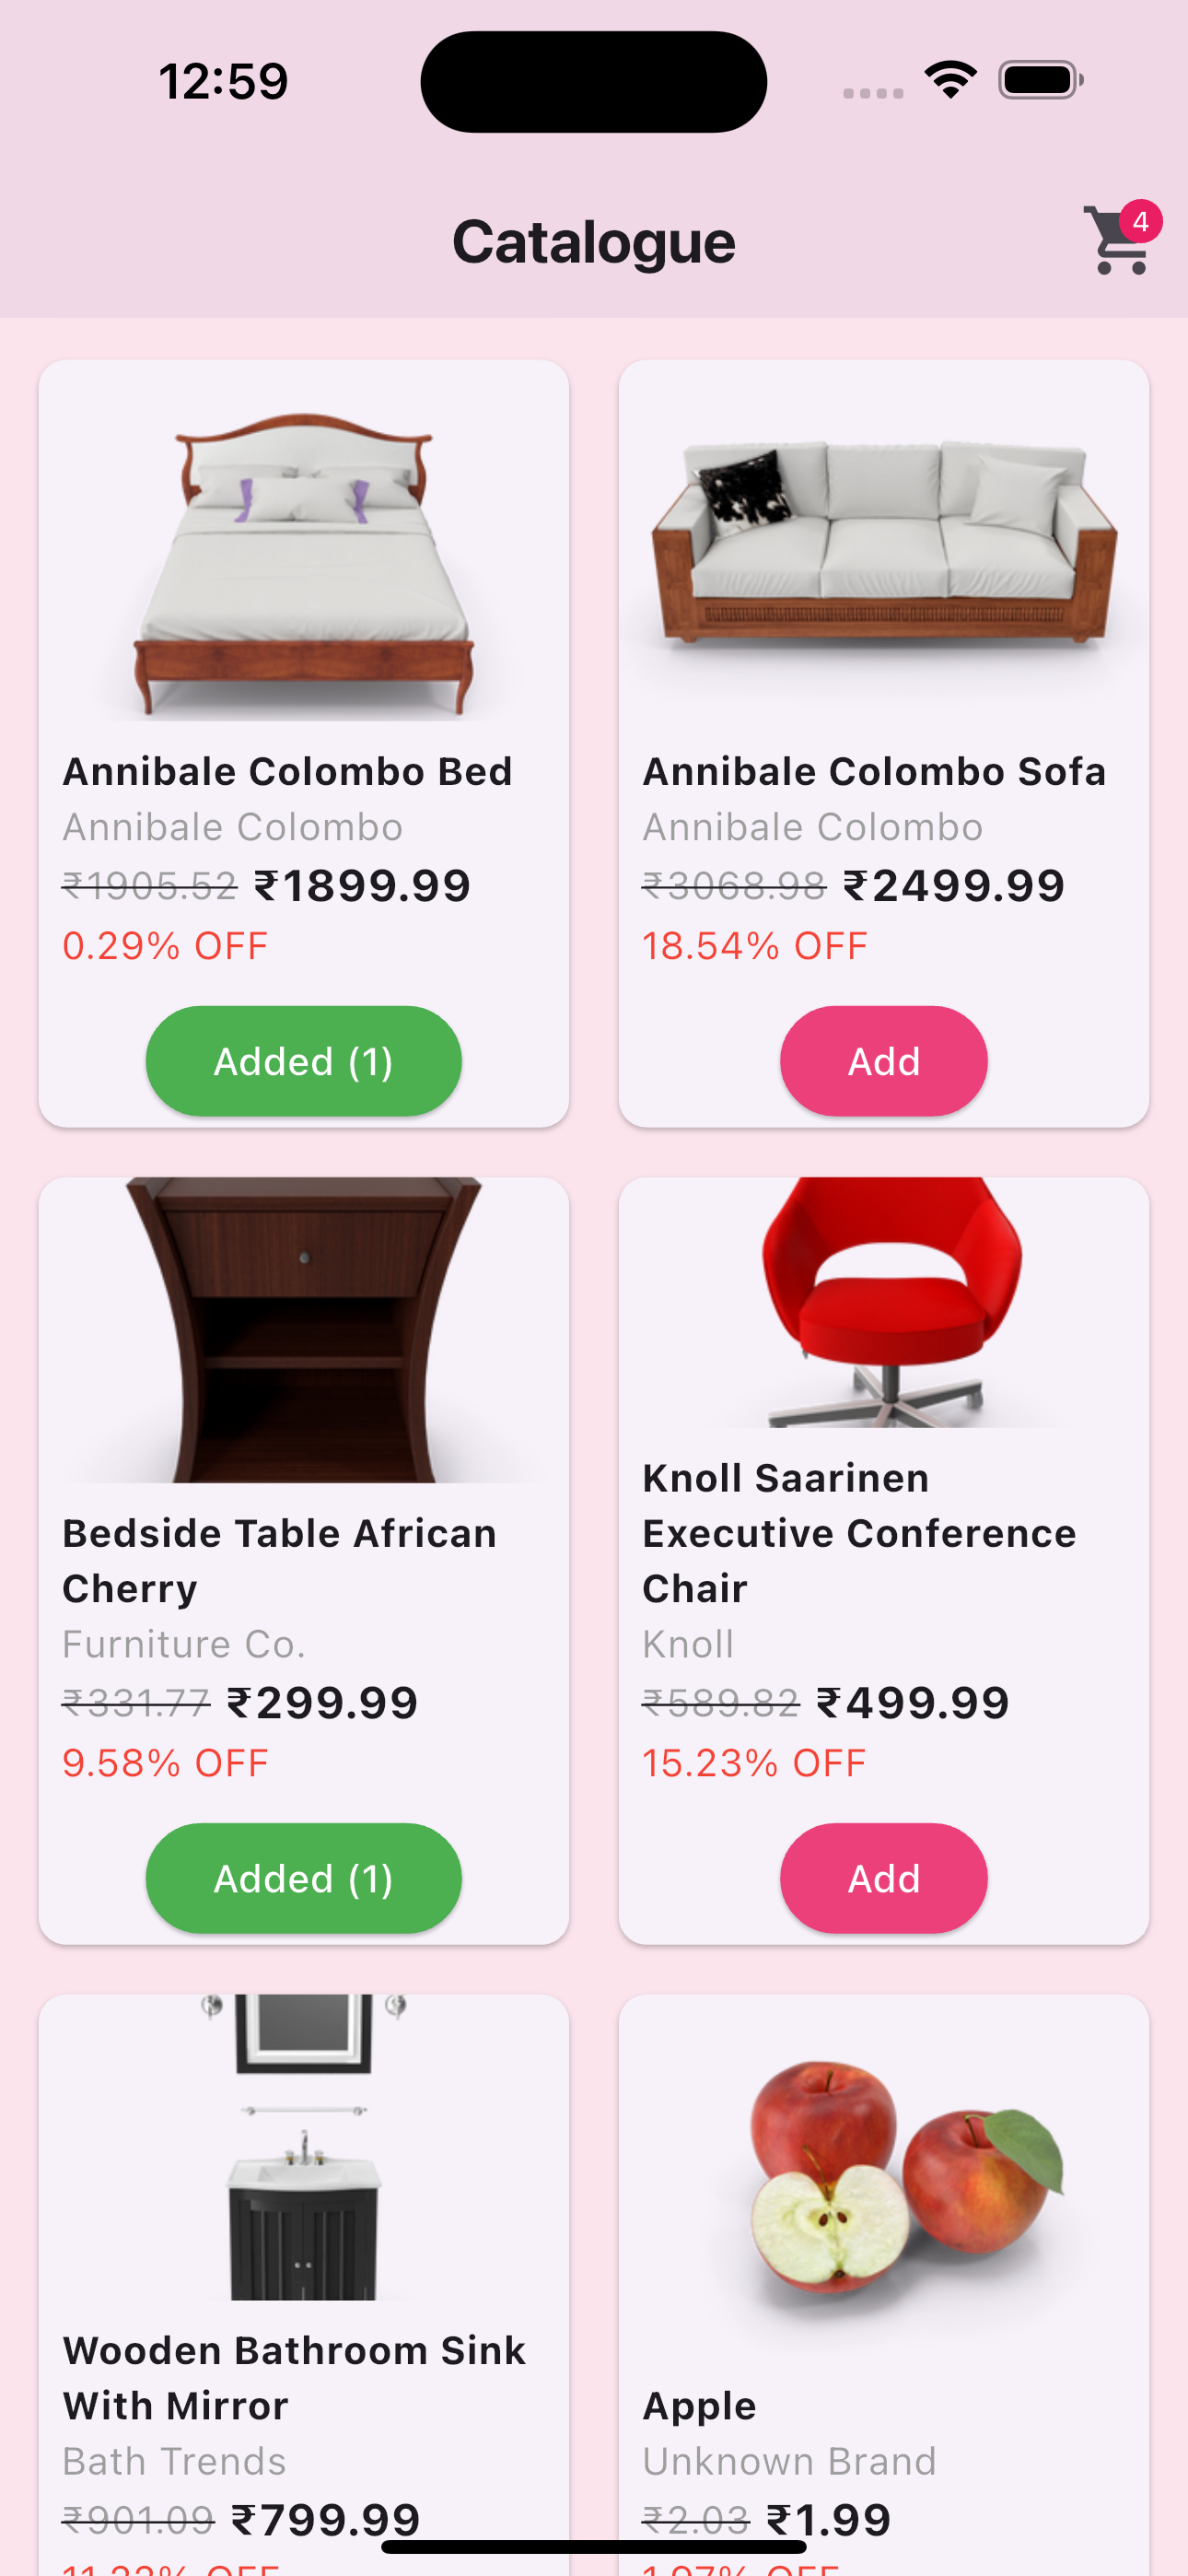 12:59
Catalogue
4
Annibale Colombo Bed
Annibale Colombo
₹1905.52 ₹1899.99
0.29% OFF
Added (1)
Annibale Colombo Sofa
Annibale Colombo
₹3068.98 ₹2499.99
18.54% OFF
Add
Bedside Table African
Cherry
Furniture Co.
₹331.77 ₹299.99
9.58% OFF
Added (1)
Knoll Saarinen
Executive Conference
Chair
Knoll
₹589.82 ₹499.99
15.23% OFF
Add
Wooden Bathroom Sink
With Mirror
Bath Trends
₹901.09 ₹799.99
OFF
Apple
Unknown Brand
₹2.03 ₹1.99
OFF